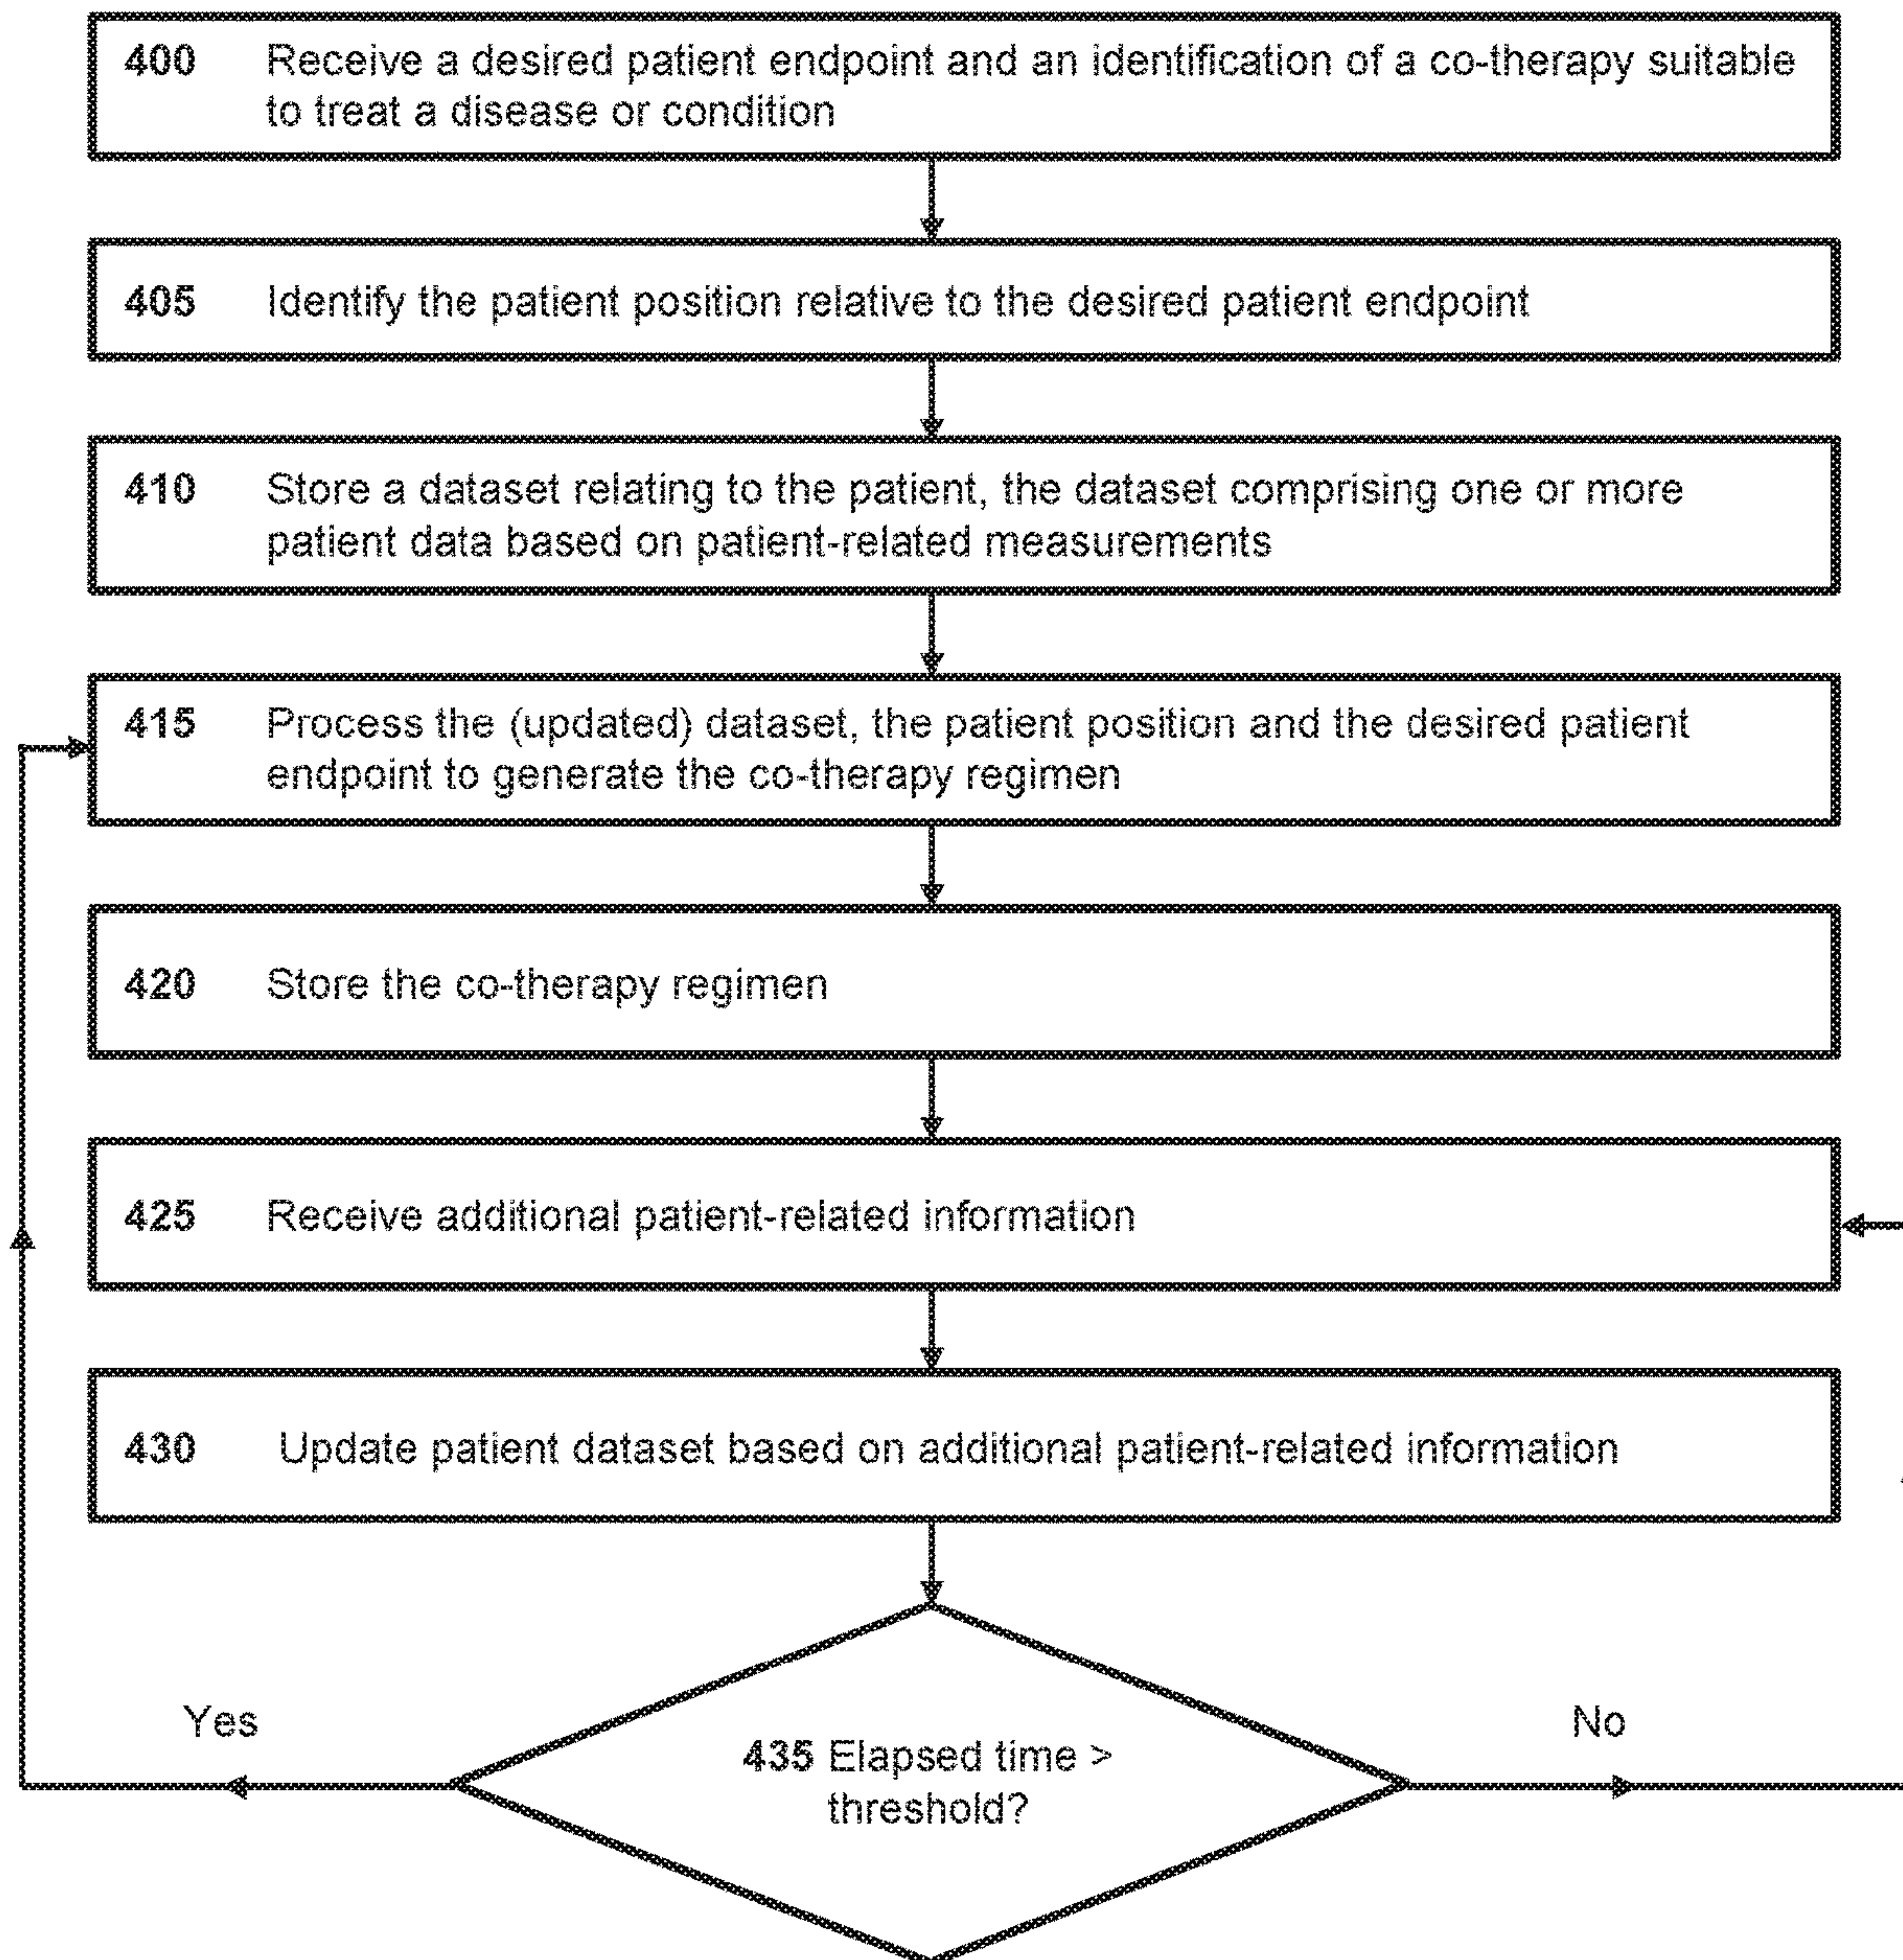 400 Receive a desired patient endpoint and an identification of a co-therapy suitable
to treat a disease or condition
405 Identify the patient position relative to the desired patient endpoint
410 Store a dataset relating to the patient, the dataset comprising one or more
patient data based on patient-related measurements
415 Process the (updated) dataset, the patient position and the desired patient
endpoint to generate the co-therapy regimen
420 Store the co-therapy regimen
425 Receive additional patient-related information
430 Update patient dataset based on additional patient-related information
Yes
No
435 Elapsed time >
threshold?